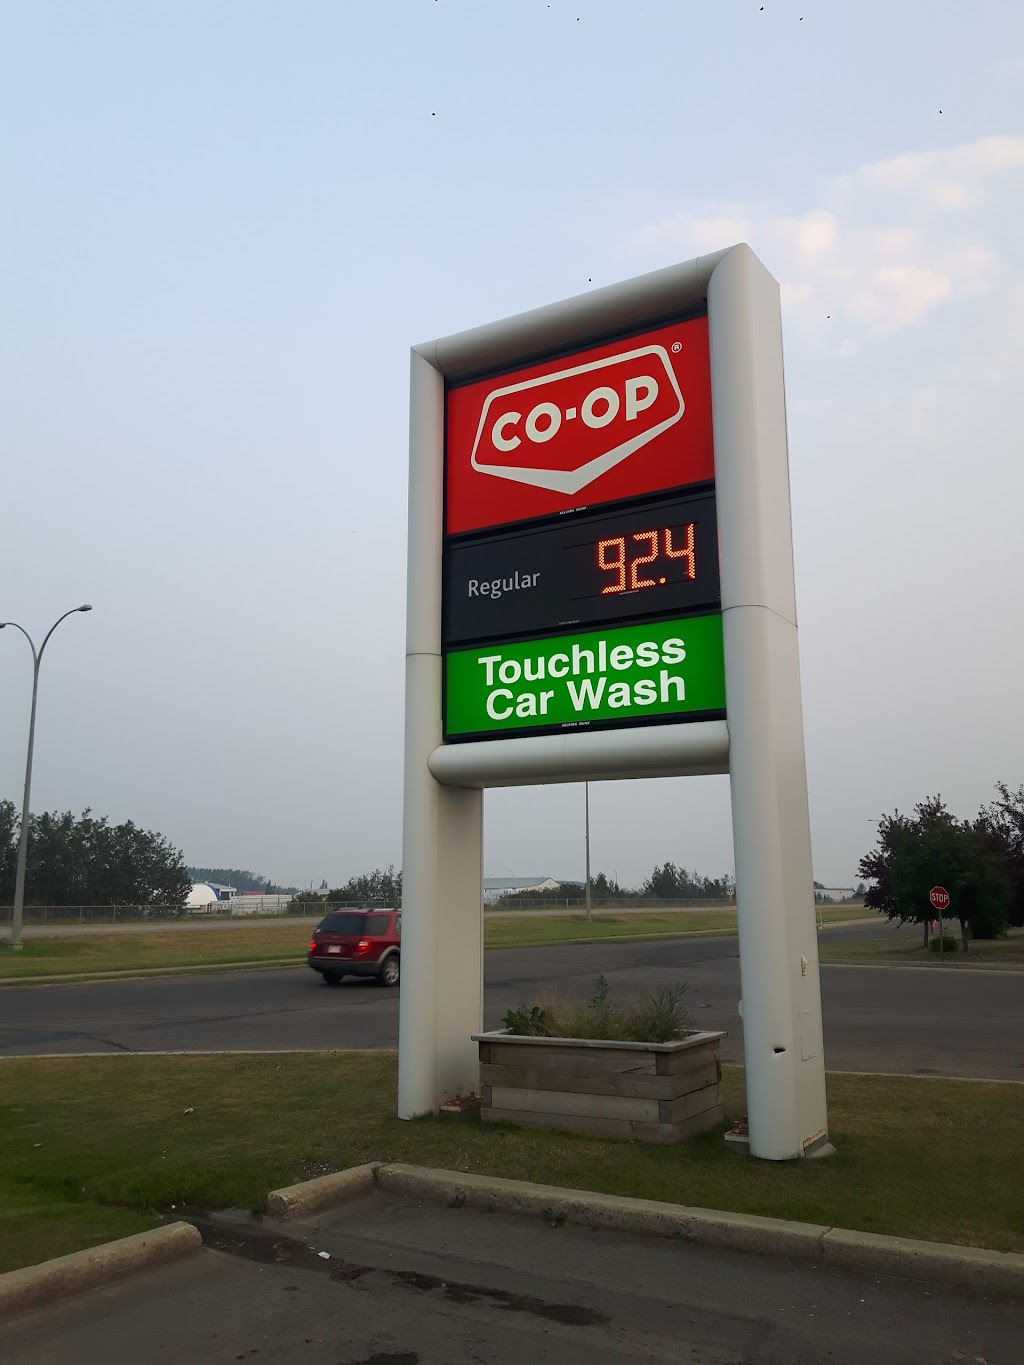 CO-OP ®
Regular 92.4
Touchless
Car Wash
STOP